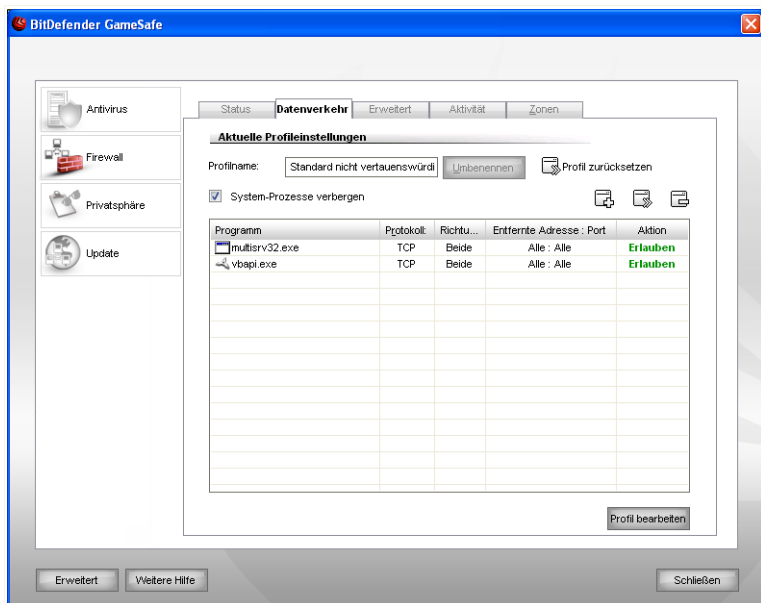 BitDefender GameSafe
Antivirus
Firewall
Privatsphäre
Update
Status Datenverkehr Erweitert Aktivität Zonen
Aktuelle Profileinstellungen
Profilname: Standard nicht vertauenswürdi Umbenennen Profil zurücksetzen
System-Prozesse verbergen
Programm Protokoll: Richtu... Entfernte Adresse : Port Aktion
multisrv32.exe TCP Beide Alle : Alle Erlauben
vbapi.exe TCP Beide Alle : Alle Erlauben
Profil bearbeiten
Erweitert Weitere Hilfe Schließen